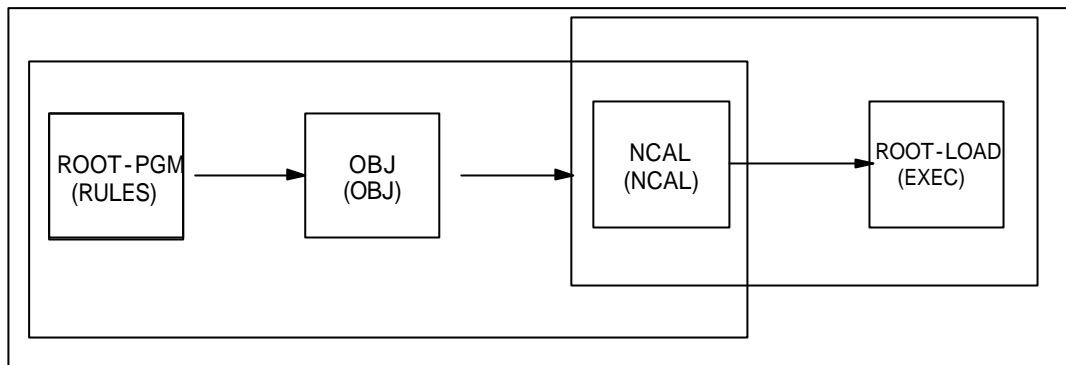 ROOT-PGM
(RULES)
OBJ
(OBJ)
NCAL
(NCAL)
ROOT-LOAD
(EXEC)